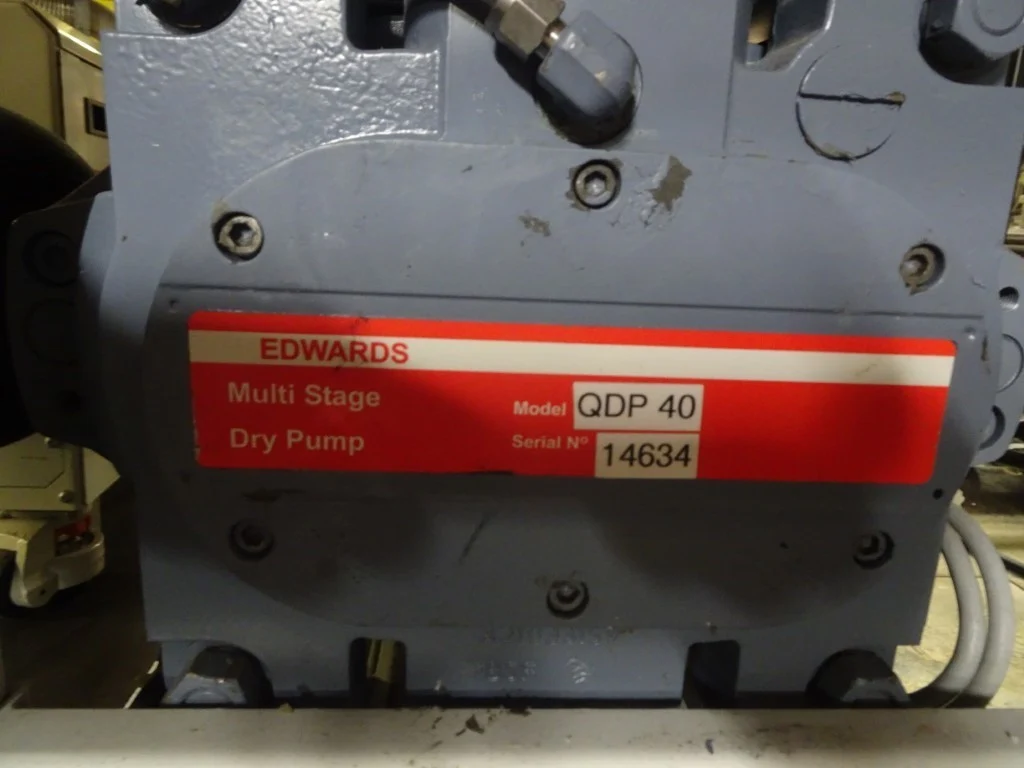 EDWARDS
Multi Stage
Dry Pump
Model QDP 40
Serial Nº 14634